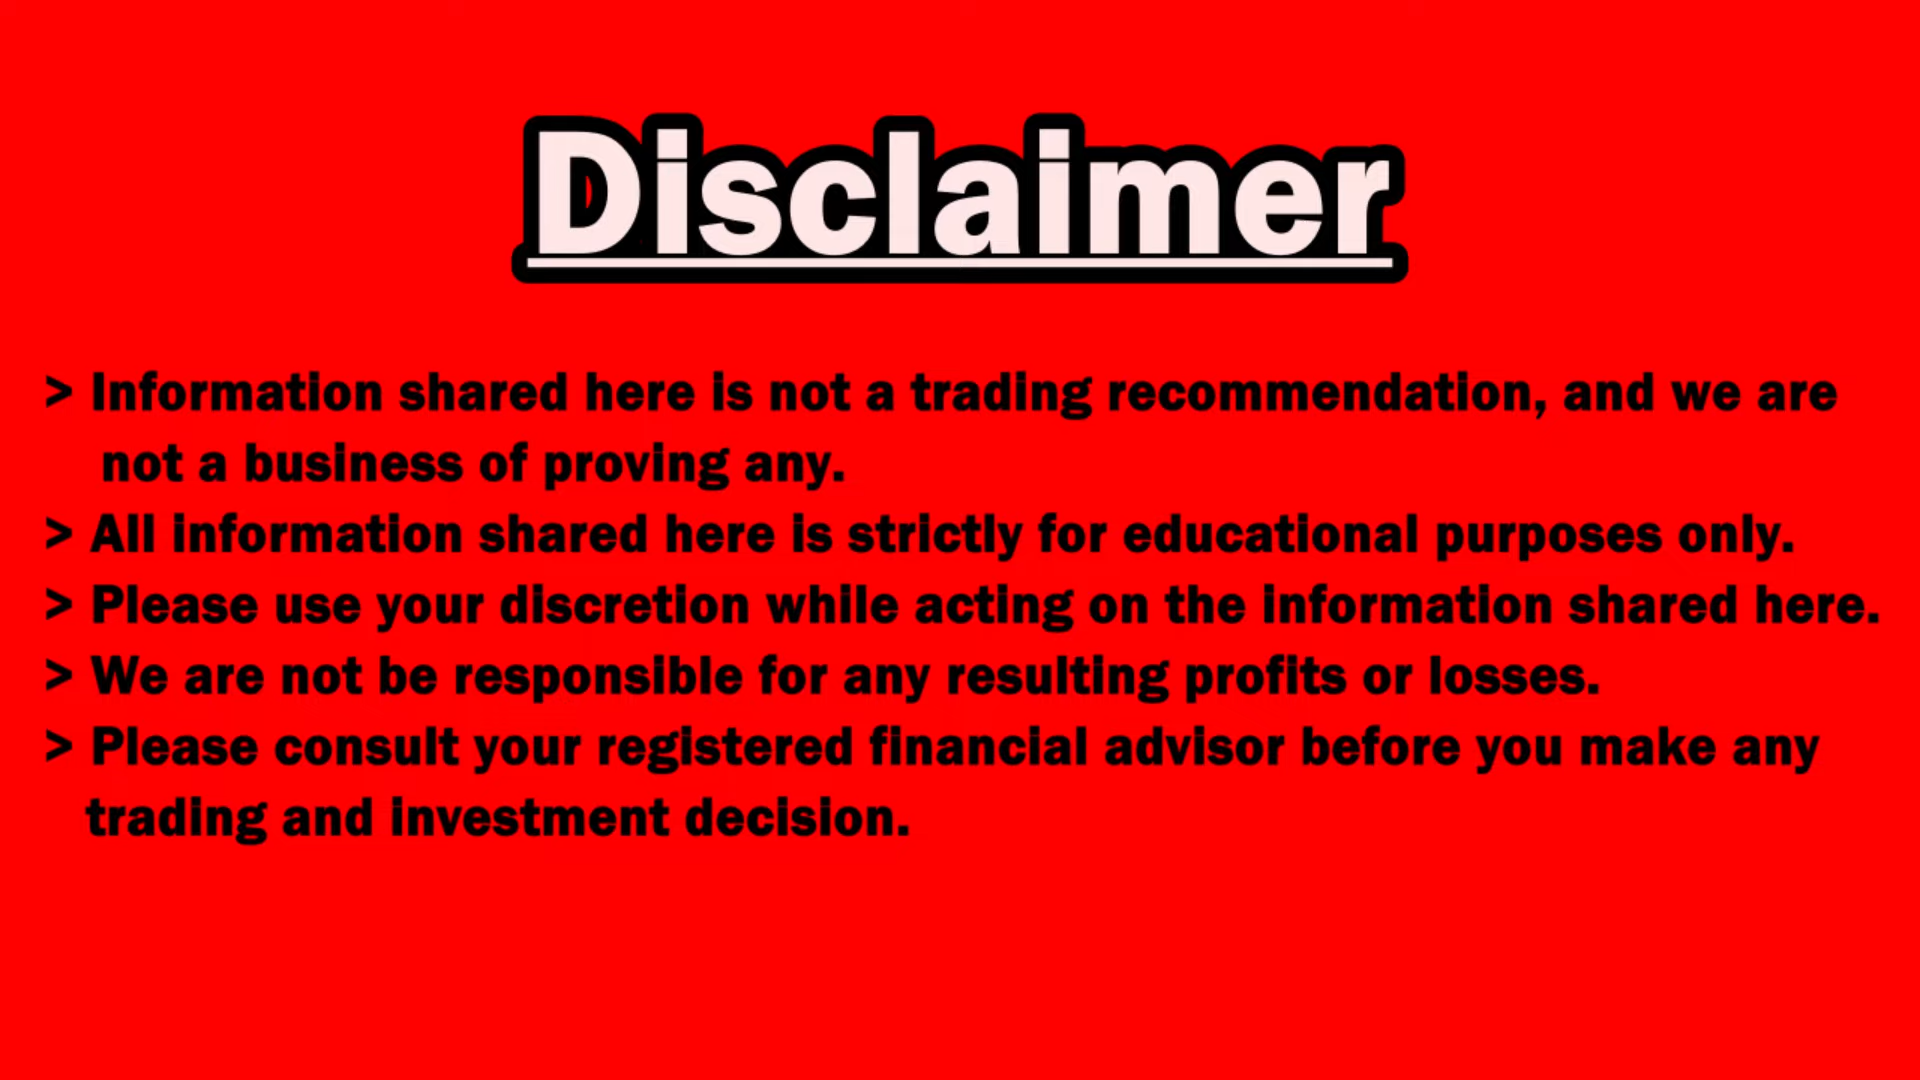 Disclaimer
> Information shared here is not a trading recommendation, and we are
not a business of proving any.
> All information shared here is strictly for educational purposes only.
> Please use your discretion while acting on the information shared here.
> We are not be responsible for any resulting profits or losses.
> Please consult your registered financial advisor before you make any
trading and investment decision.